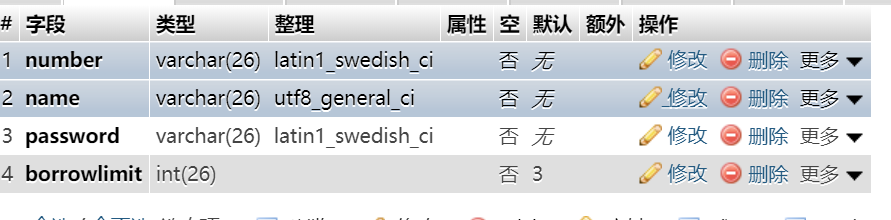 # 字段 类型 整理 属性 空 默认 额外 操作
1 number varchar(26) latin1_swedish_ci 否 无 修改 删除 更多
2 name varchar(26) utf8_general_ci 否 无 修改 删除 更多
3 password varchar(26) latin1_swedish_ci 否 无 修改 删除 更多
4 borrowlimit int(26) 否 3 修改 删除 更多